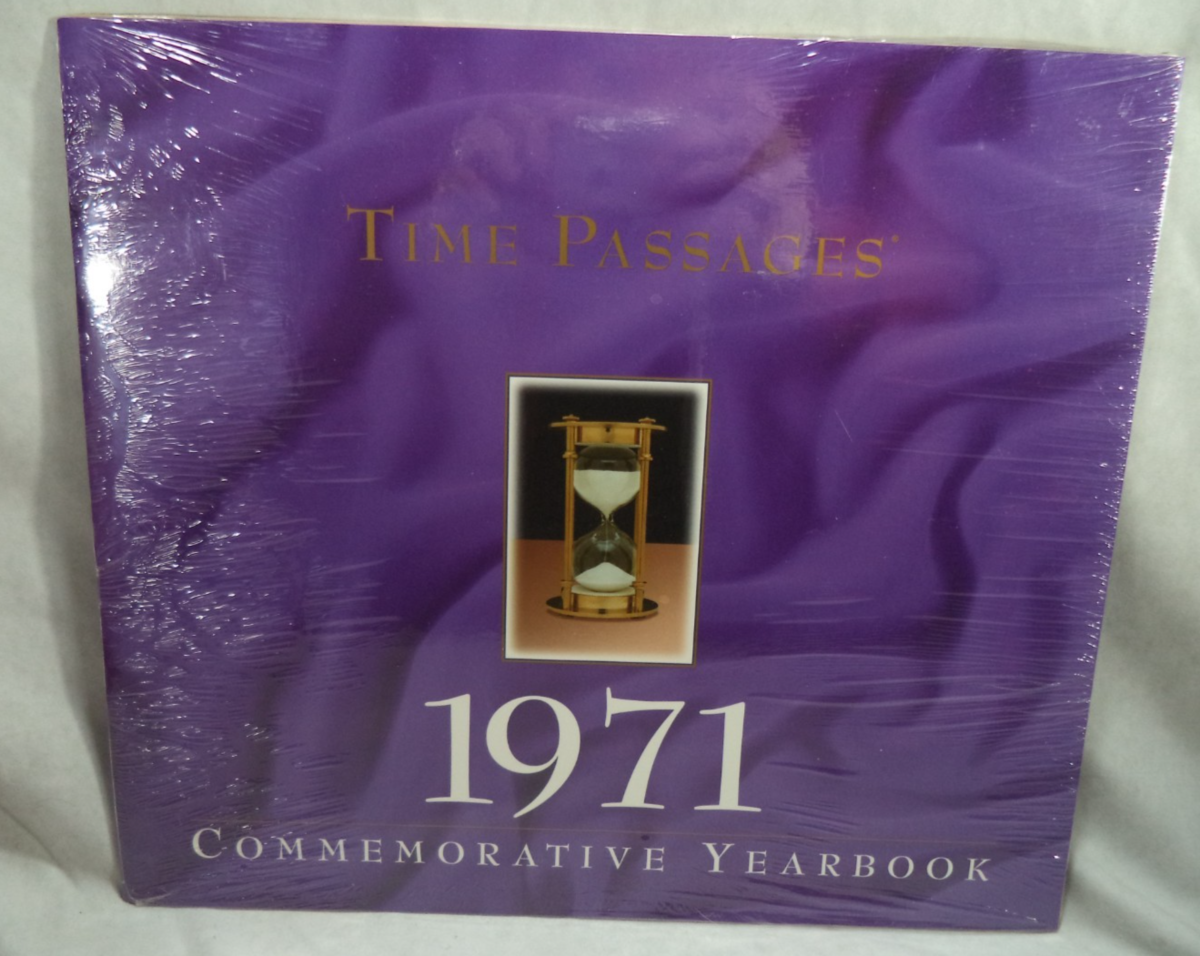 TIME PASSAGES®
1971
COMMEMORATIVE YEARBOOK